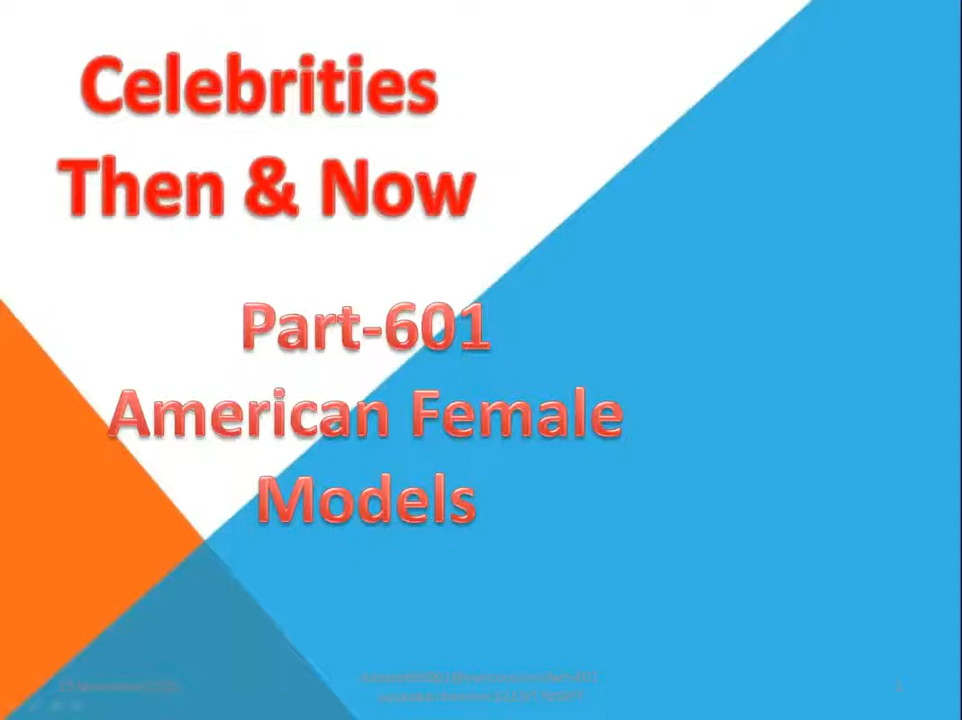 Celebrities
Then & Now
Part-601
American Female
Models